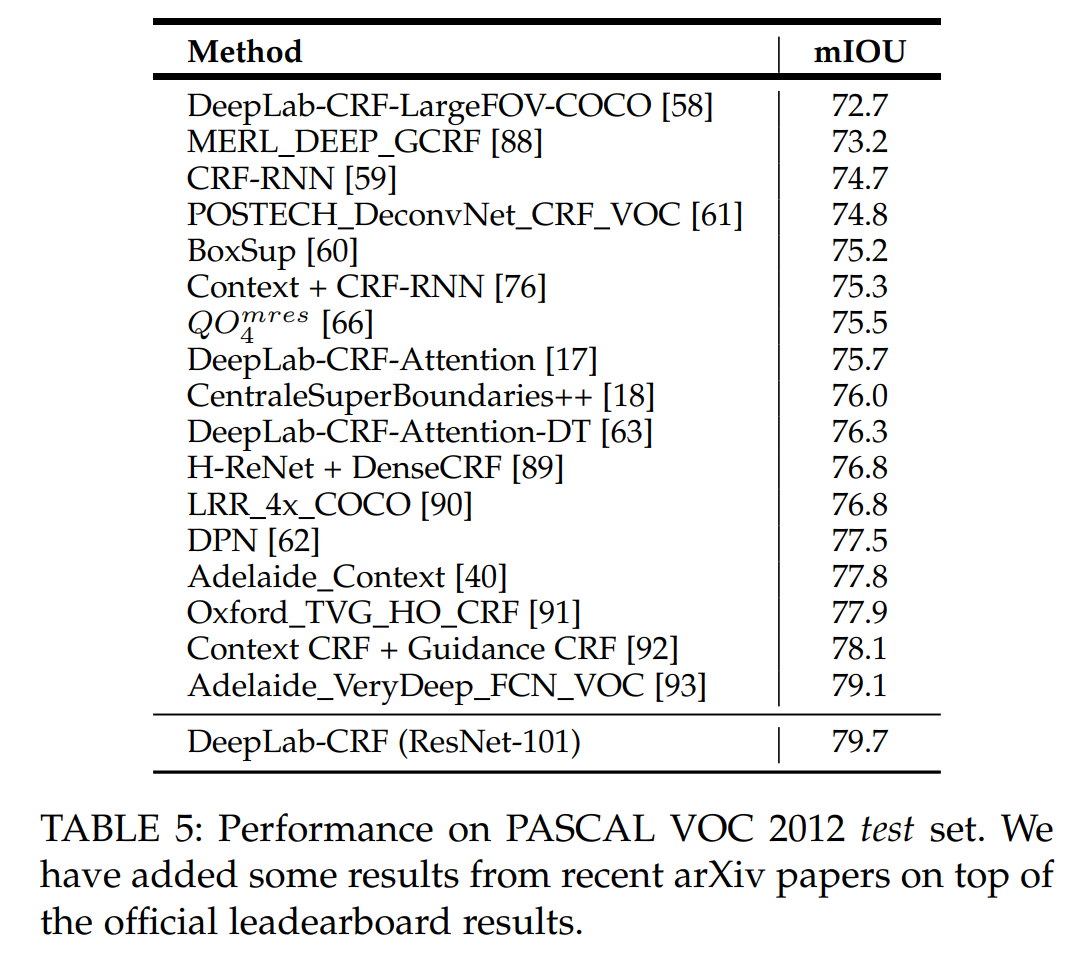 Method mIOU
DeepLab-CRF-LargeFOV-COCO [58] 72.7
MERL_DEEP_GCRF [88] 73.2
CRF-RNN [59] 74.7
POSTECH_DeconvNet_CRF_VOC [61] 74.8
BoxSup [60] 75.2
Context + CRF-RNN [76] 75.3
QO₄ᵐʳᵉˢ [66] 75.5
DeepLab-CRF-Attention [17] 75.7
CentraleSuperBoundaries++ [18] 76.0
DeepLab-CRF-Attention-DT [63] 76.3
H-ReNet + DenseCRF [89] 76.8
LRR_4x_COCO [90] 76.8
DPN [62] 77.5
Adelaide_Context [40] 77.8
Oxford_TVG_HO_CRF [91] 77.9
Context CRF + Guidance CRF [92] 78.1
Adelaide_VeryDeep_FCN_VOC [93] 79.1
DeepLab-CRF (ResNet-101) 79.7
TABLE 5: Performance on PASCAL VOC 2012 test set. We
have added some results from recent arXiv papers on top of
the official leadearboard results.